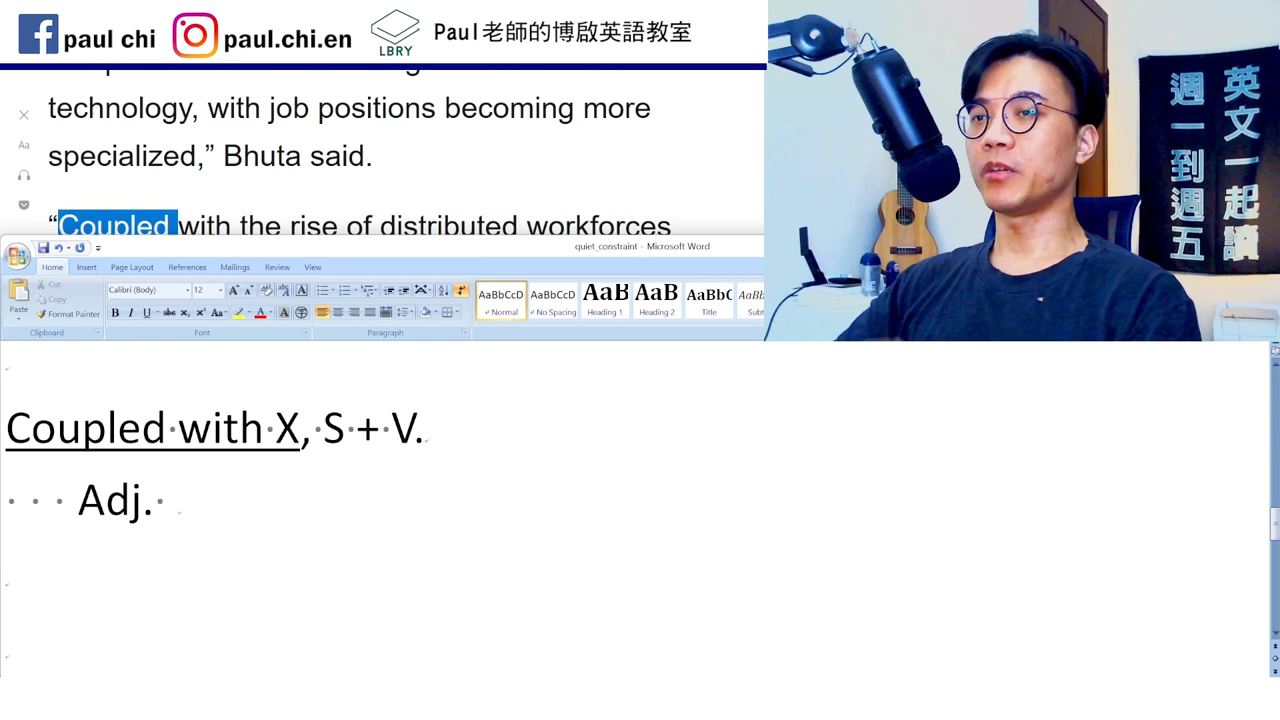 paul chi
paul.chi.en
LBRY
Paul老師的博啟英語教室
technology, with job positions becoming more
specialized,” Bhuta said.
“Coupled with the rise of distributed workforces
英文一起讀
週一到週五
Aa
quiet_constraint - Microsoft Word
Home Insert Page Layout References Mailings Review View
Paste
Cut
Copy
Format Painter
Clipboard
Calibri (Body) 12
Font
Paragraph
AaBbCcD AaBbCcD AaBb AaB AaBbC
Normal No Spacing Heading 1 Heading 2 Title Subt
Coupled with X, S + V.
Adj.